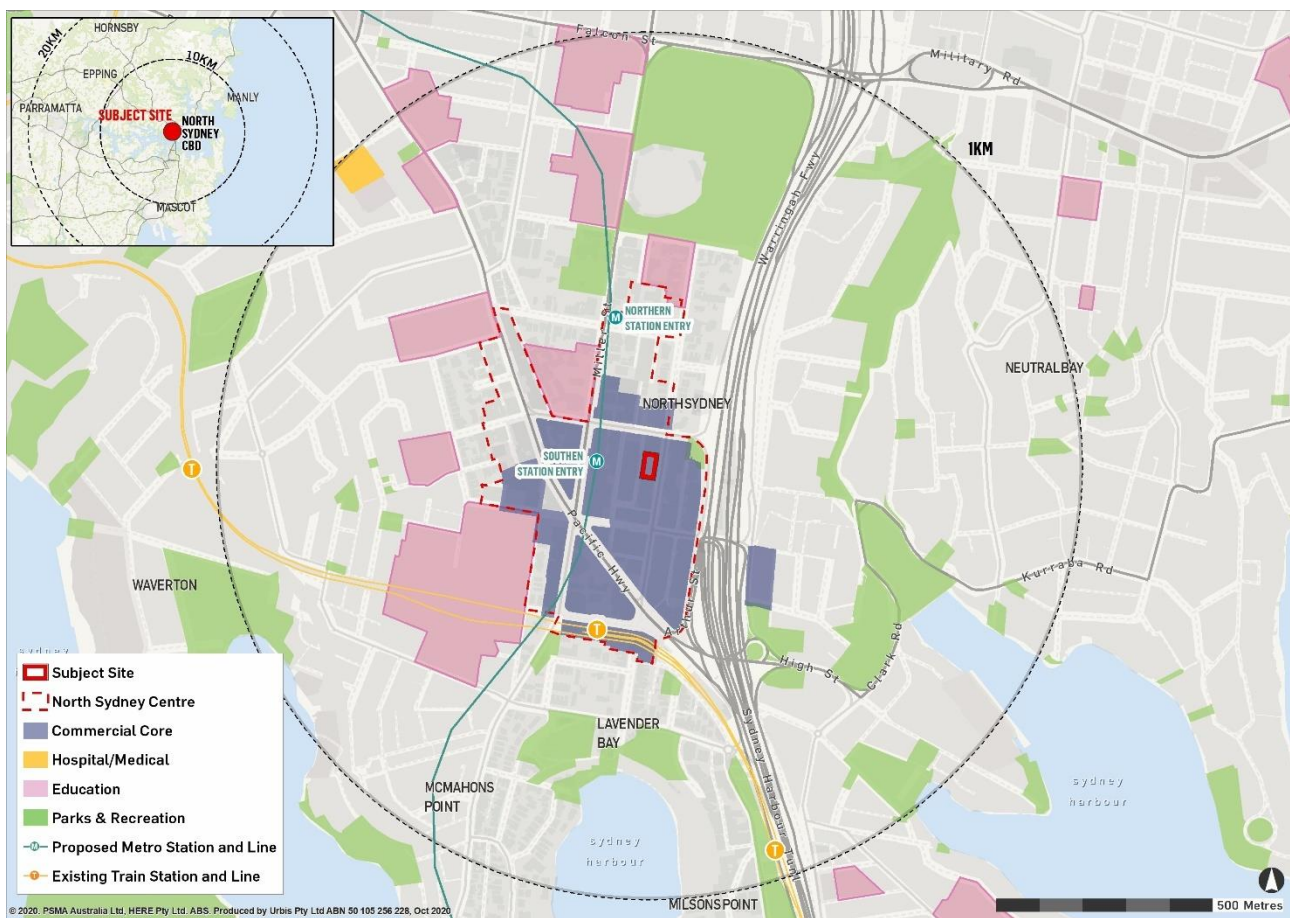 20KM
HORNSBY
10KM
EPPING
PARRAMATTA
MANLY
SUBJECT SITE
NORTH
SYDNEY
CBD
MASCOT
Falcon St
Military Rd
1KM
Warringah Fwy
Miller St
NORTHERN
STATION ENTRY
NEUTRAL BAY
NORTH SYDNEY
SOUTHEN
STATION ENTRY
Pacific Hwy
Arthur St
Kurraba Rd
WAVERTON
High St
Clark Rd
sydney
LAVENDER
BAY
Sydney Harbour Tunl
MCMAHONS
POINT
sydney
harbour
sydney
harbour
MILSONS POINT
Subject Site
North Sydney Centre
Commercial Core
Hospital/Medical
Education
Parks & Recreation
M Proposed Metro Station and Line
T Existing Train Station and Line
M
M
T
T
T
500 Metres
© 2020. PSMA Australia Ltd, HERE Pty Ltd. ABS. Produced by Urbis Pty Ltd ABN 50 105 256 228, Oct 2020